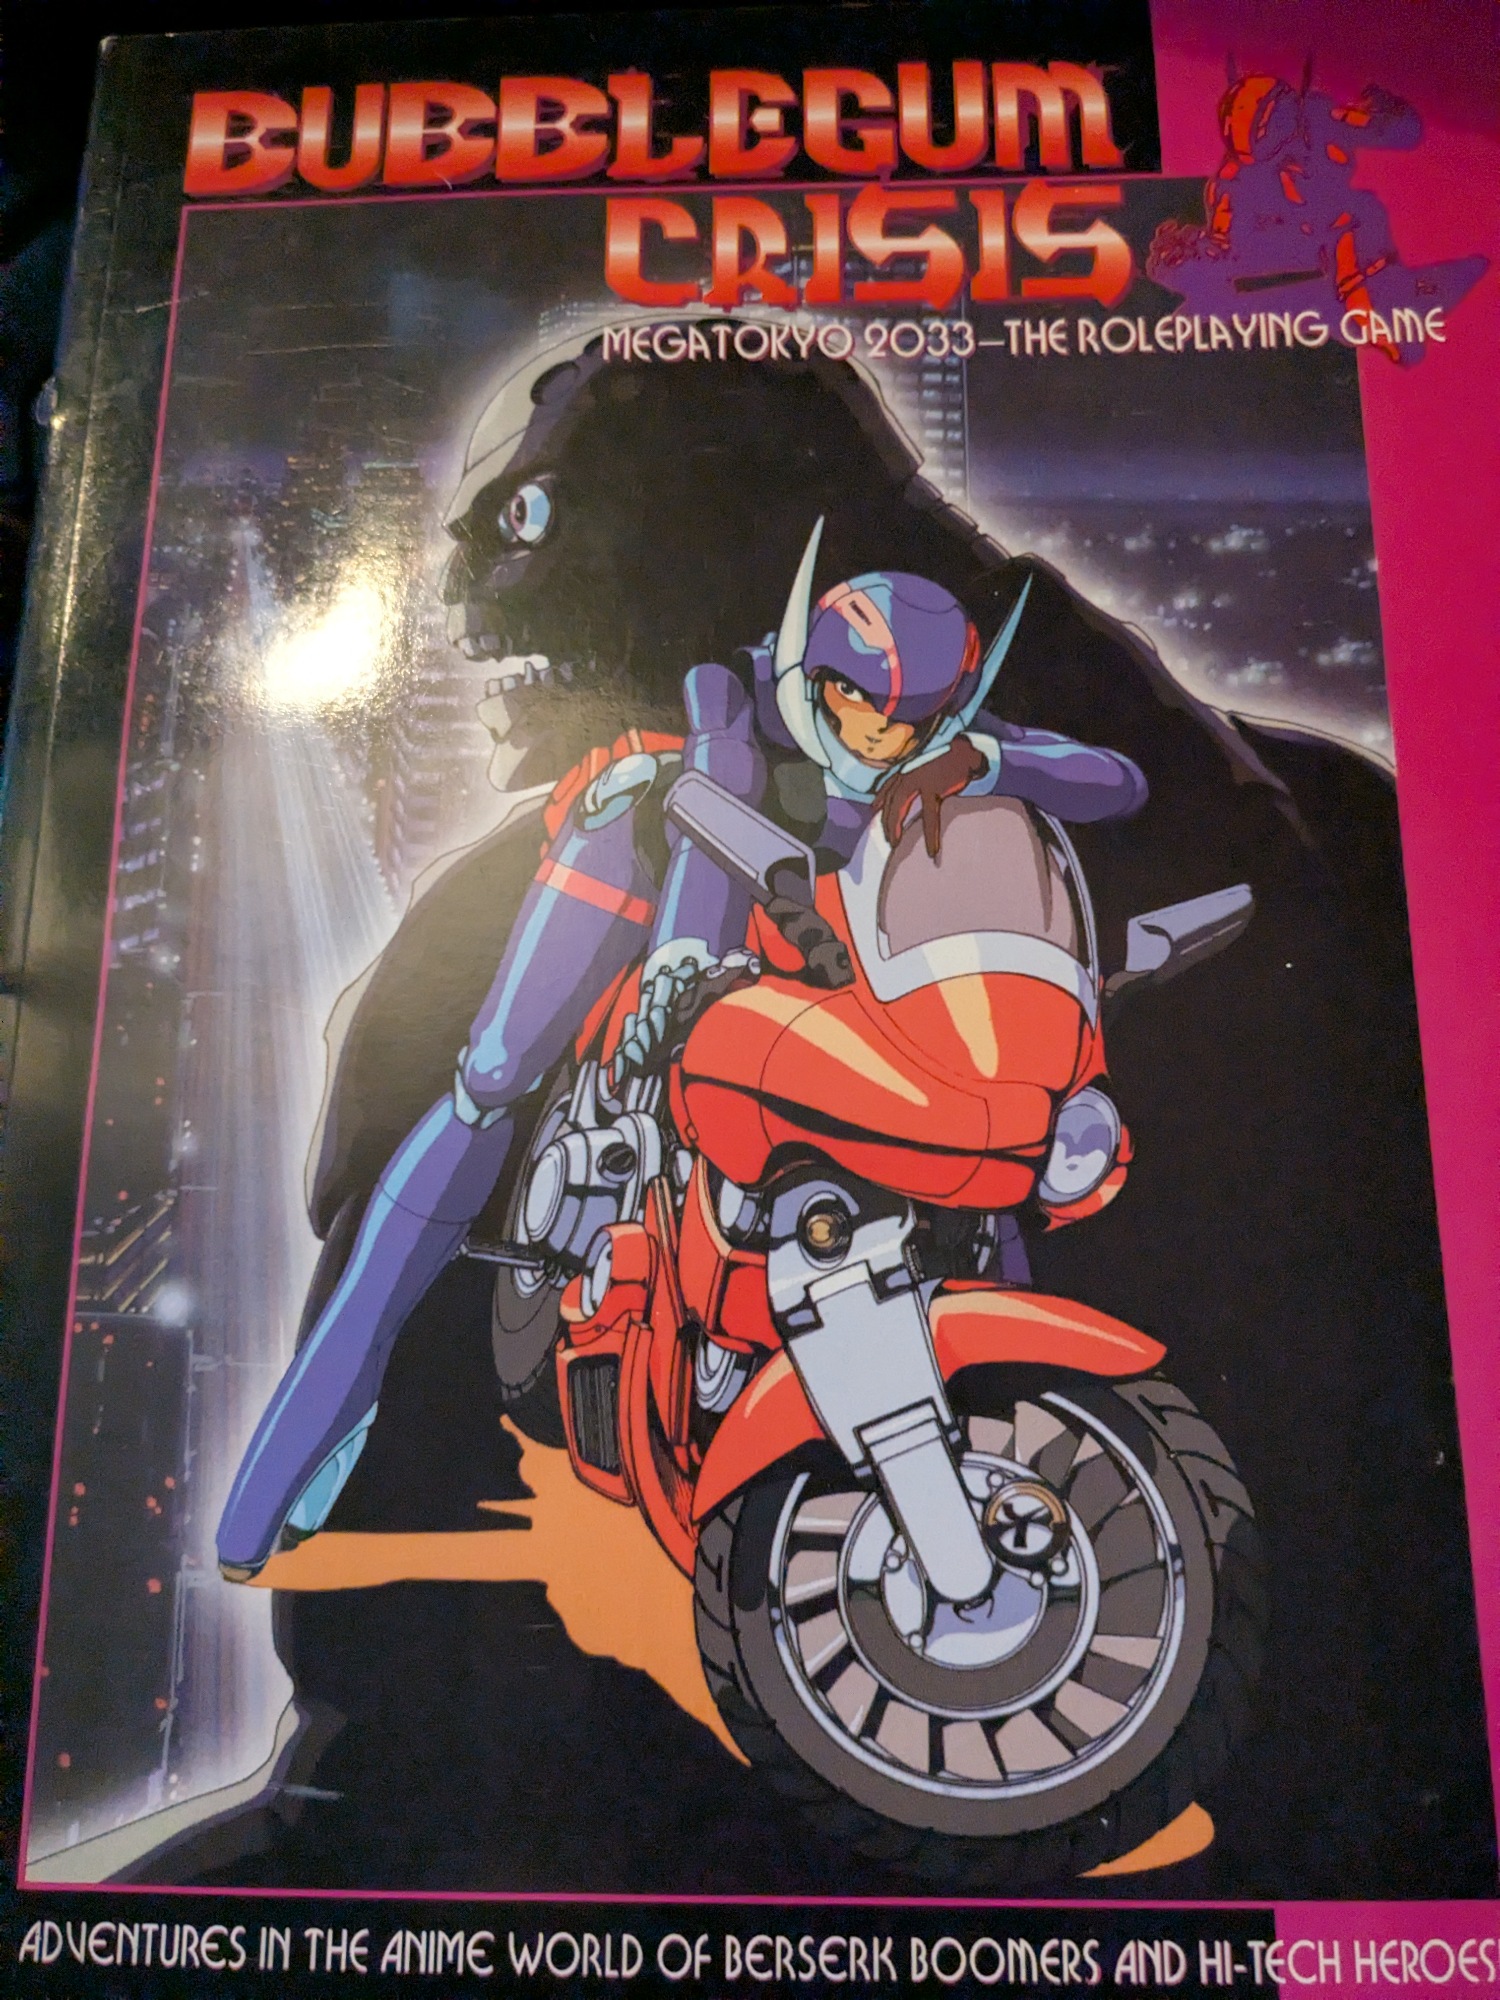 BUBBLEGUM
CRISIS
MEGATOKYO 2033–THE ROLEPLAYING GAME
ADVENTURES IN THE ANIME WORLD OF BERSERK BOOMERS AND HI-TECH HEROES!